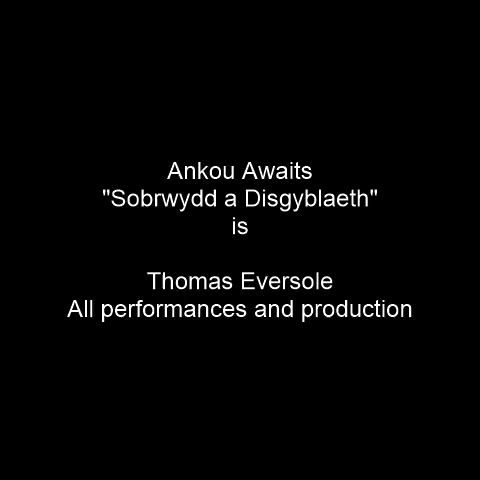 Ankou Awaits
"Sobrwydd a Disgyblaeth"
is
Thomas Eversole
All performances and production